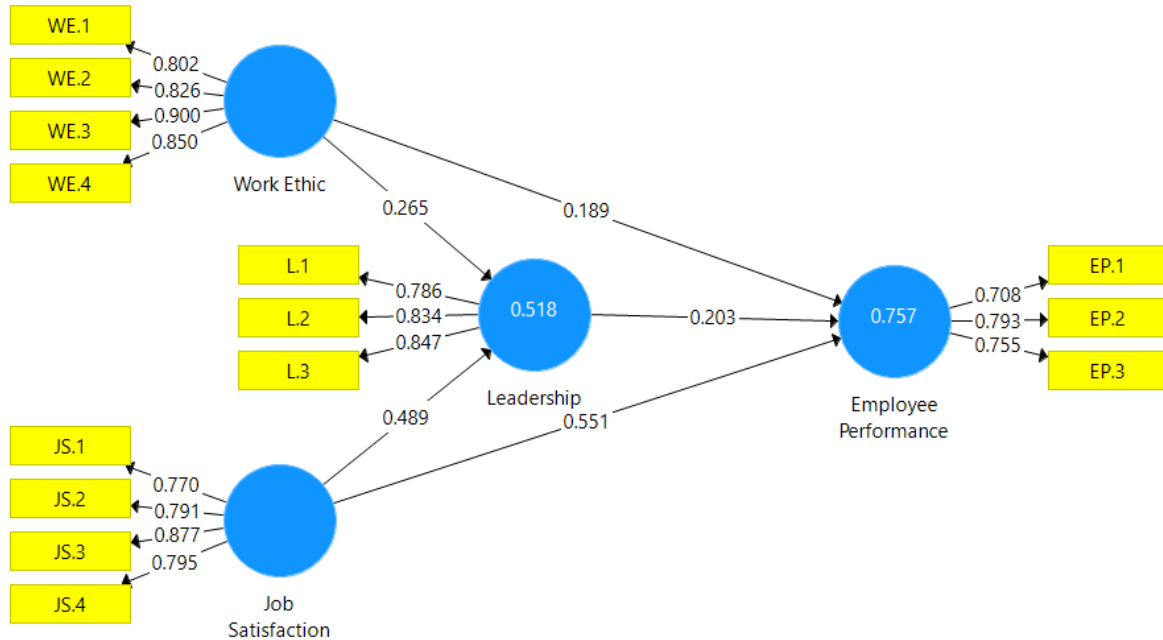 WE.1
WE.2
WE.3
WE.4
0.802
0.826
0.900
0.850
Work Ethic
0.265
0.189
L.1
L.2
L.3
0.786
0.834
0.847
0.518
Leadership
0.203
0.757
Employee
Performance
0.708
0.793
0.755
EP.1
EP.2
EP.3
0.489
0.551
JS.1
JS.2
JS.3
JS.4
0.770
0.791
0.877
0.795
Job
Satisfaction